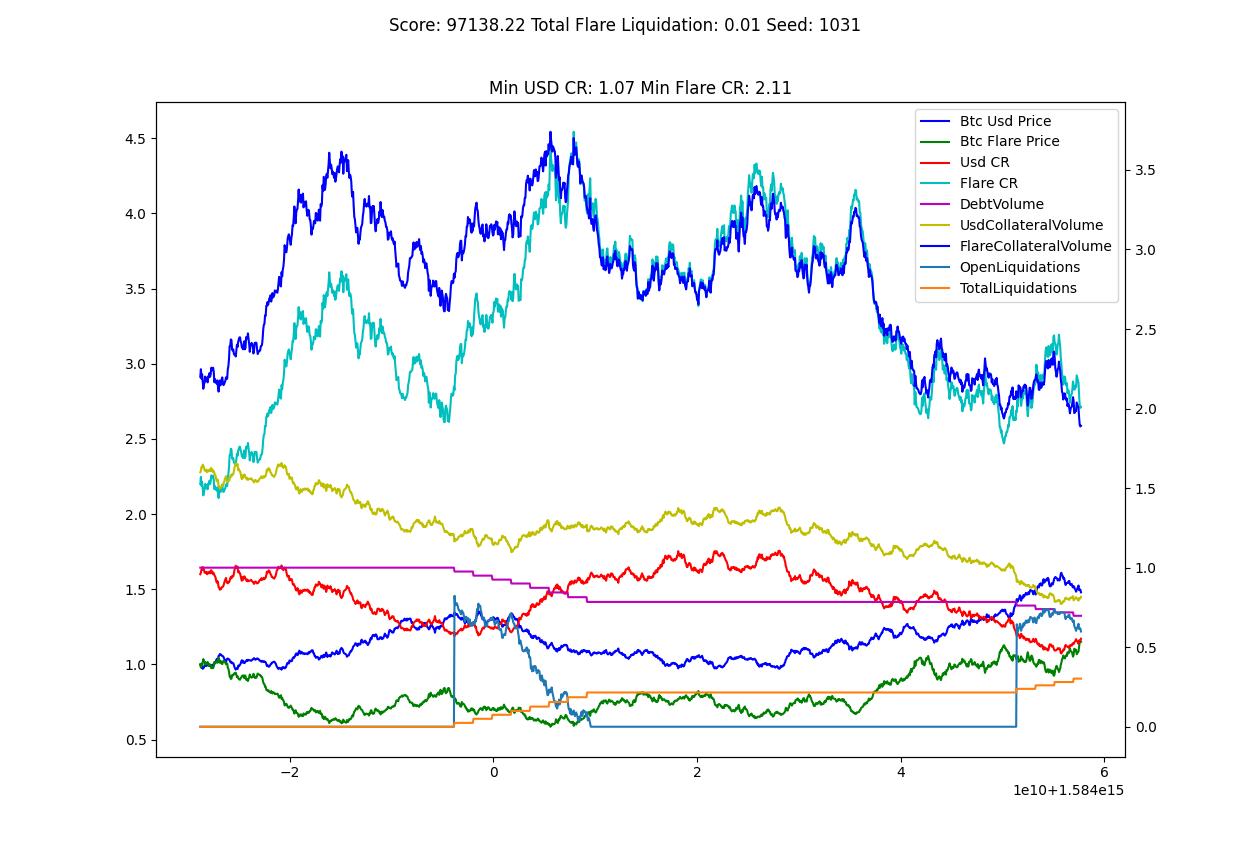 Score: 97138.22 Total Flare Liquidation: 0.01 Seed: 1031
Min USD CR: 1.07 Min Flare CR: 2.11
4.5
4.0
3.5
3.0
2.5
2.0
1.5
1.0
0.5
Btc Usd Price
Btc Flare Price
Usd CR
Flare CR
DebtVolume
UsdCollateralVolume
FlareCollateralVolume
OpenLiquidations
TotalLiquidations
3.5
3.0
2.5
2.0
1.5
1.0
0.5
0.0
−2 0 2 4 6
1e10+1.584e15